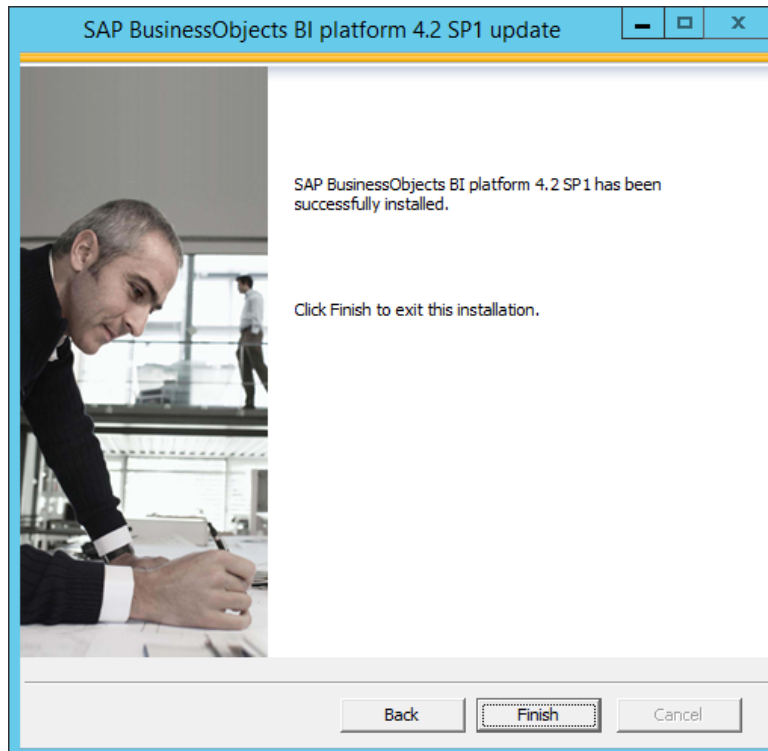 SAP BusinessObjects BI platform 4.2 SP1 update
SAP BusinessObjects BI platform 4.2 SP1 has been
successfully installed.
Click Finish to exit this installation.
Back
Finish
Cancel